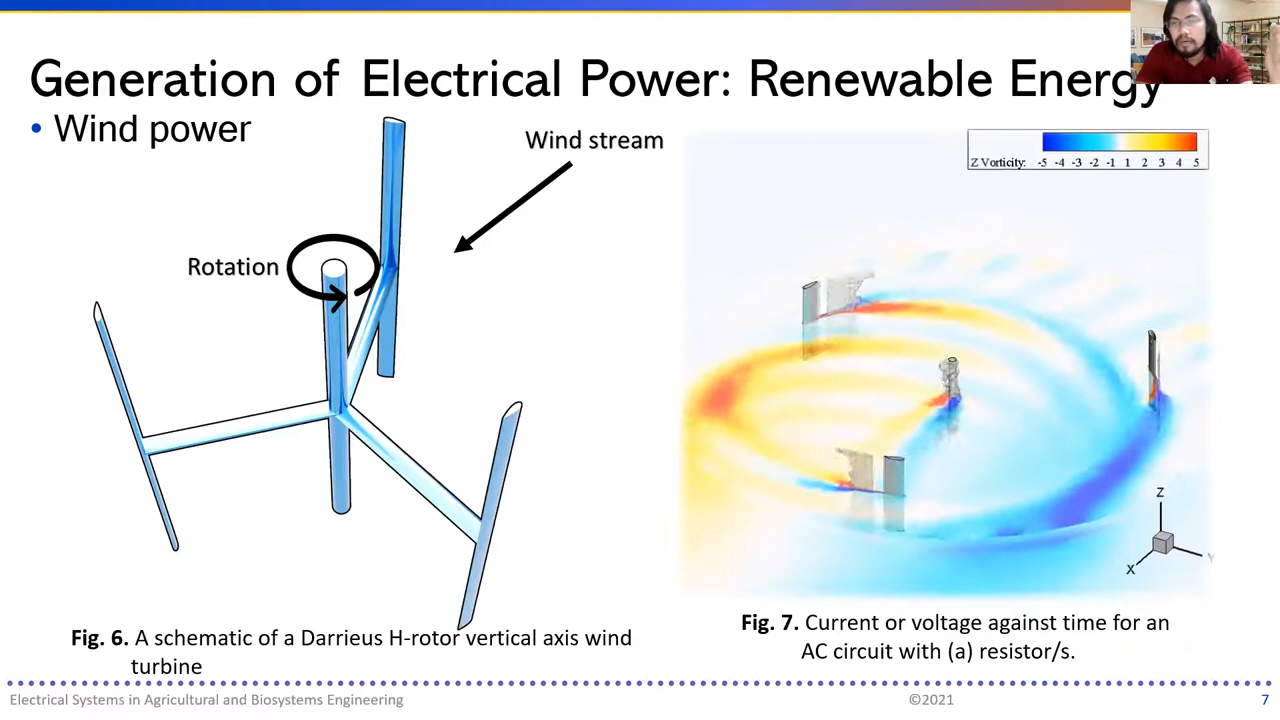 Generation of Electrical Power: Renewable Energy
• Wind power
Wind stream
Rotation
Z Vorticity: -5 -4 -3 -2 -1 1 2 3 4 5
Z
X
Y
Fig. 6. A schematic of a Darrieus H-rotor vertical axis wind
turbine
Fig. 7. Current or voltage against time for an
AC circuit with (a) resistor/s.
Electrical Systems in Agricultural and Biosystems Engineering
©2021
7